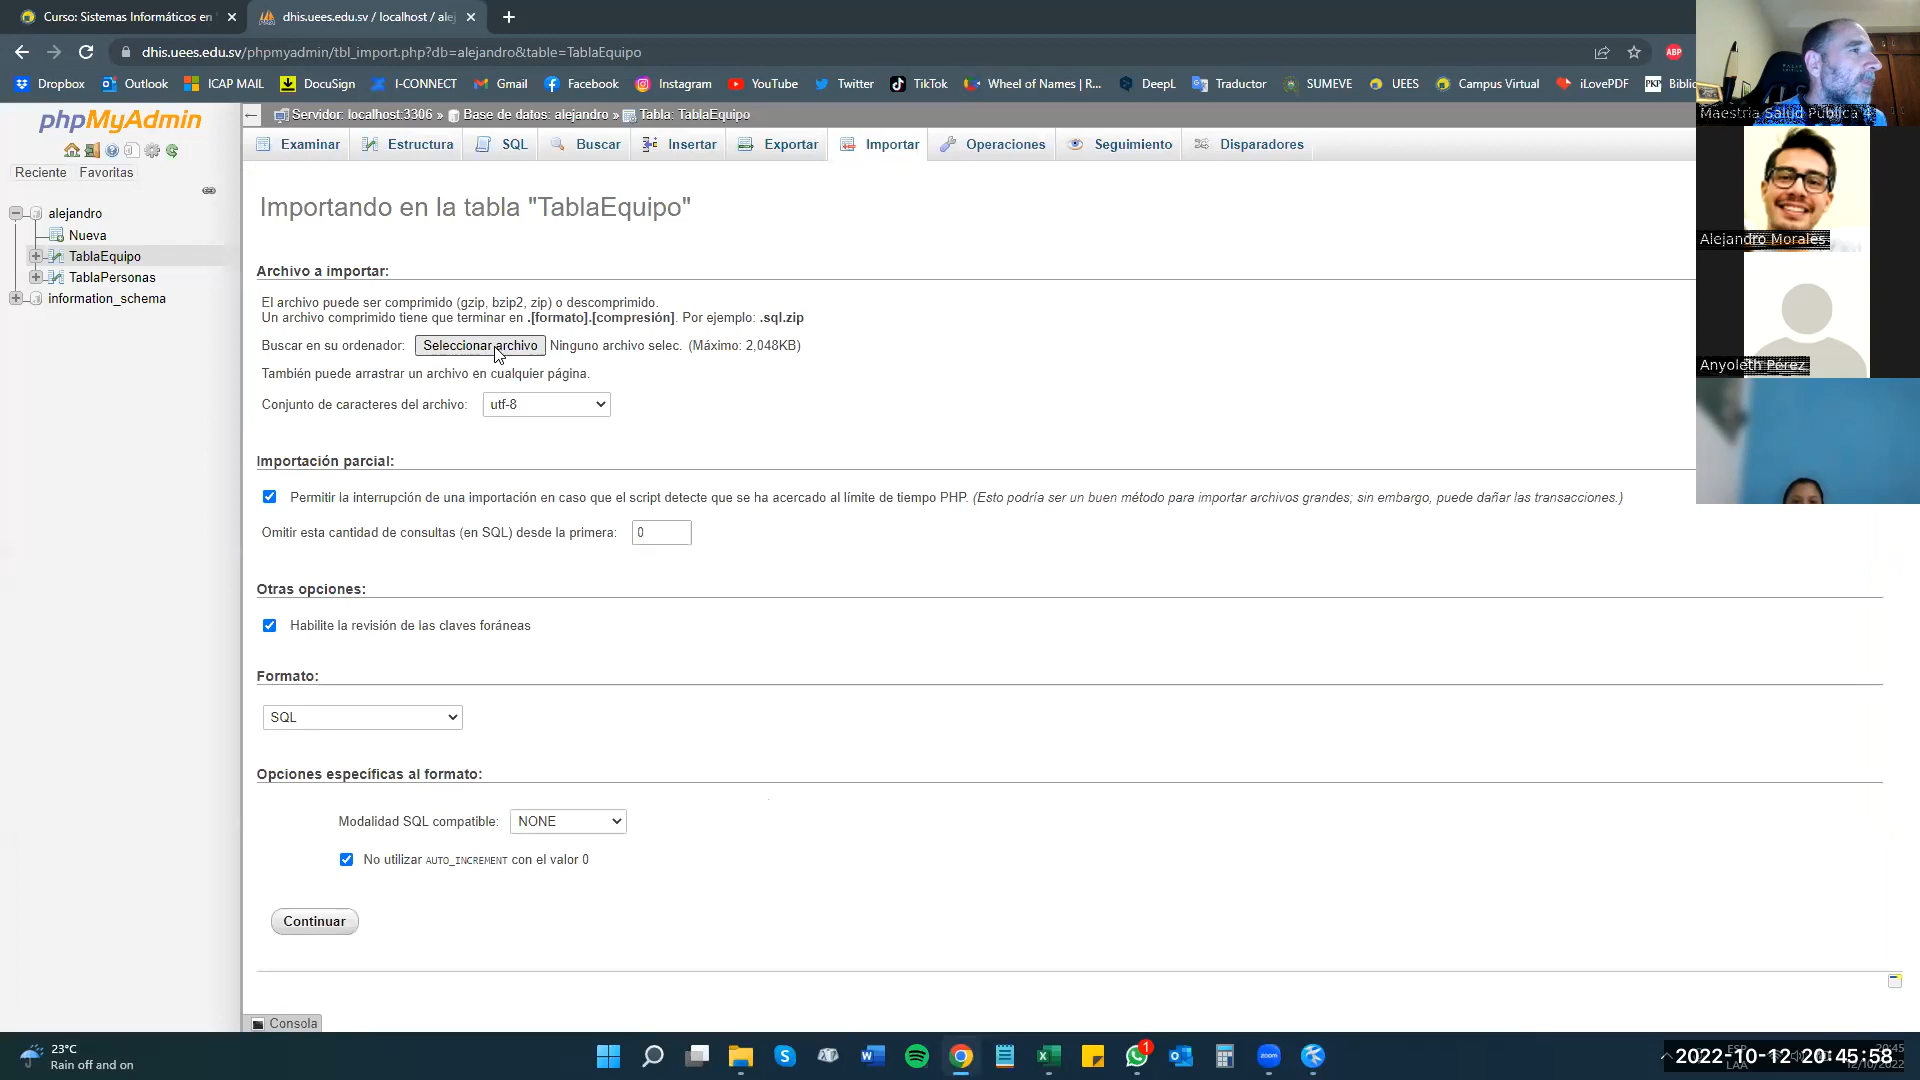 Curso: Sistemas Informáticos en
dhis.uees.edu.sv / localhost / alej
dhis.uees.edu.sv/phpmyadmin/tbl_import.php?db=alejandro&table=TablaEquipo
ABP
Dropbox
Outlook
ICAP MAIL
DocuSign
I-CONNECT
Gmail
Facebook
Instagram
YouTube
Twitter
TikTok
Wheel of Names | R...
DeepL
Traductor
SUMEVE
UEES
Campus Virtual
iLovePDF
PKP
Biblio
Maestria Salud Publica 4
phpMyAdmin
Servidor: localhost:3306 » Base de datos: alejandro » Tabla: TablaEquipo
Examinar
Estructura
SQL
Buscar
Insertar
Exportar
Importar
Operaciones
Seguimiento
Disparadores
Reciente
Favoritas
alejandro
Nueva
TablaEquipo
TablaPersonas
information_schema
Importando en la tabla "TablaEquipo"
Alejandro Morales
Archivo a importar:
El archivo puede ser comprimido (gzip, bzip2, zip) o descomprimido.
Un archivo comprimido tiene que terminar en .[formato].[compresión]. Por ejemplo: .sql.zip
Buscar en su ordenador: Seleccionar archivo Ninguno archivo selec. (Máximo: 2,048KB)
Anyoleth Pérez
También puede arrastrar un archivo en cualquier página.
Conjunto de caracteres del archivo: utf-8
Importación parcial:
Permitir la interrupción de una importación en caso que el script detecte que se ha acercado al límite de tiempo PHP. (Esto podría ser un buen método para importar archivos grandes; sin embargo, puede dañar las transacciones.)
Omitir esta cantidad de consultas (en SQL) desde la primera: 0
Otras opciones:
Habilite la revisión de las claves foráneas
Formato:
SQL
Opciones específicas al formato:
Modalidad SQL compatible: NONE
No utilizar AUTO_INCREMENT con el valor 0
Continuar
Consola
23°C
Rain off and on
zoom
1
2022-10-12 20:45:58